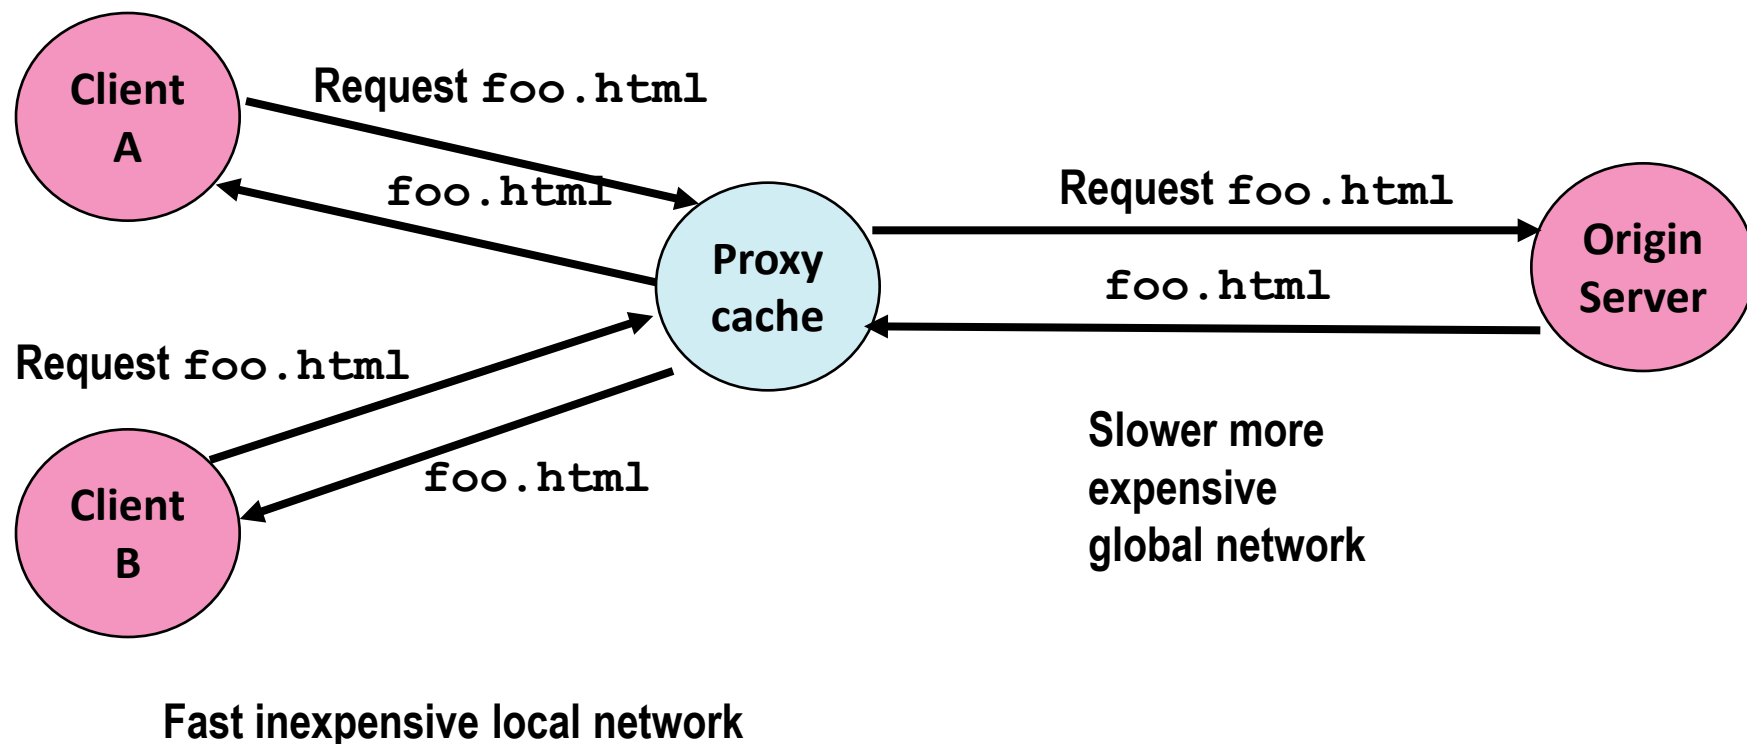 Client
A
Request foo.html
foo.html
Request foo.html
foo.html
Proxy
cache
Origin
Server
Request foo.html
foo.html
Client
B
Slower more
expensive
global network
Fast inexpensive local network